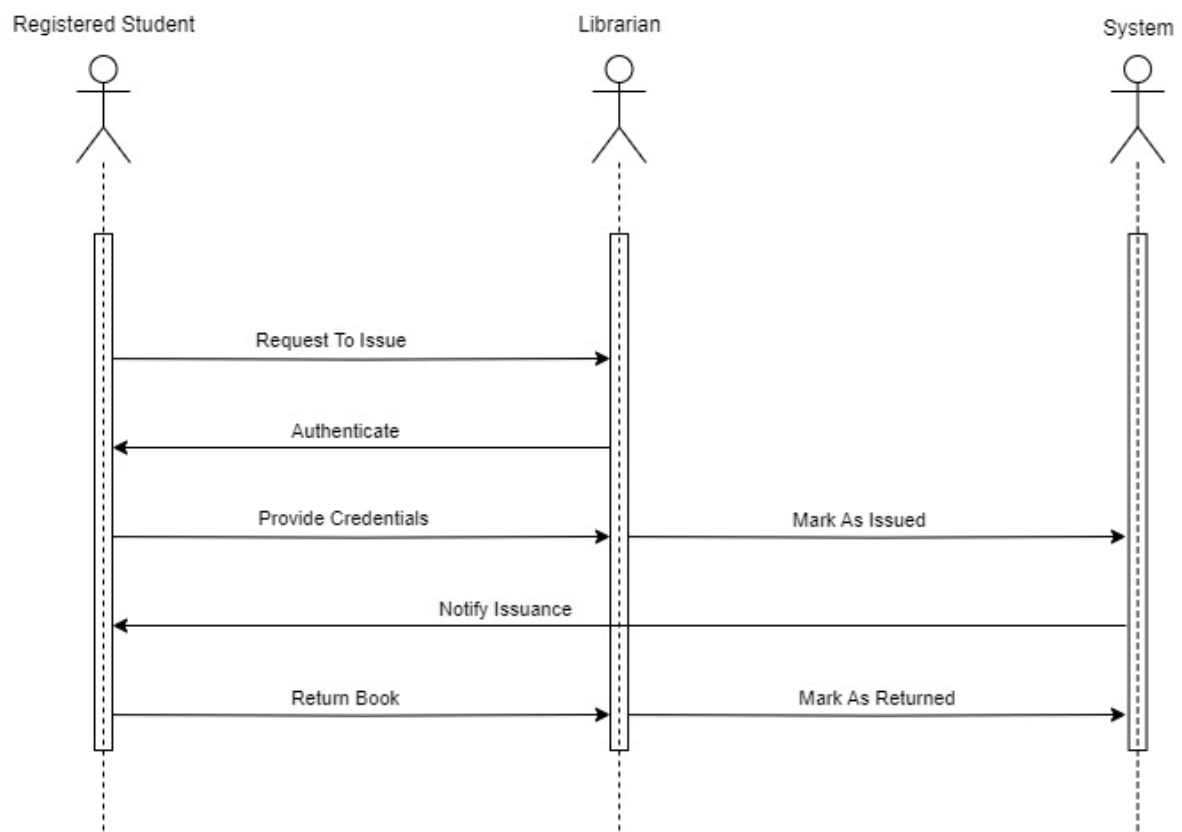 Registered Student
Librarian
System
Request To Issue
Authenticate
Provide Credentials
Mark As Issued
Notify Issuance
Return Book
Mark As Returned